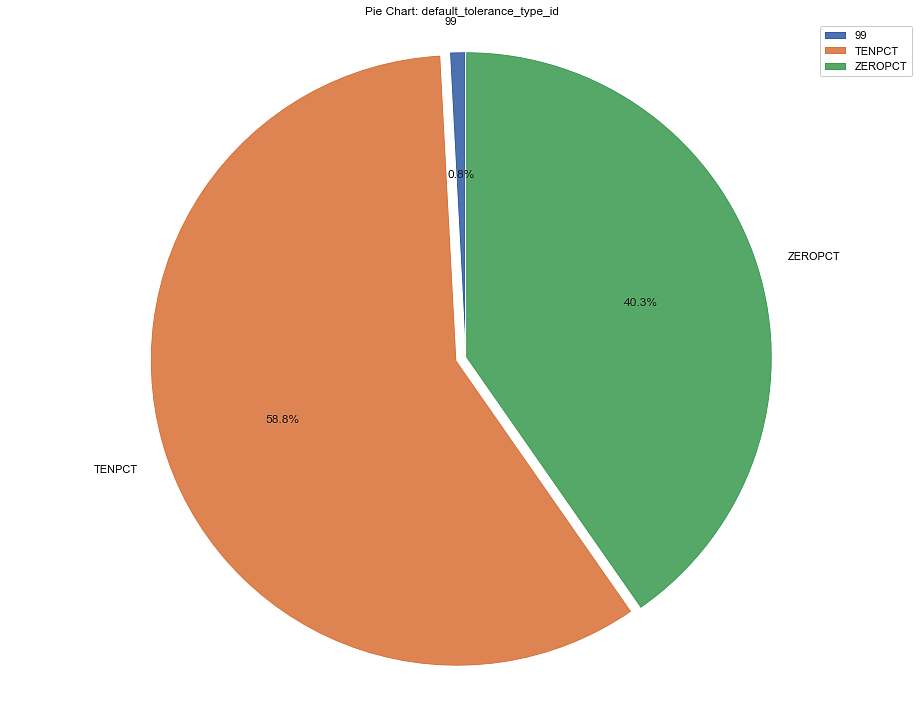 Pie Chart: default_tolerance_type_id
99
99
TENPCT
ZEROPCT
0.8%
ZEROPCT
40.3%
58.8%
TENPCT